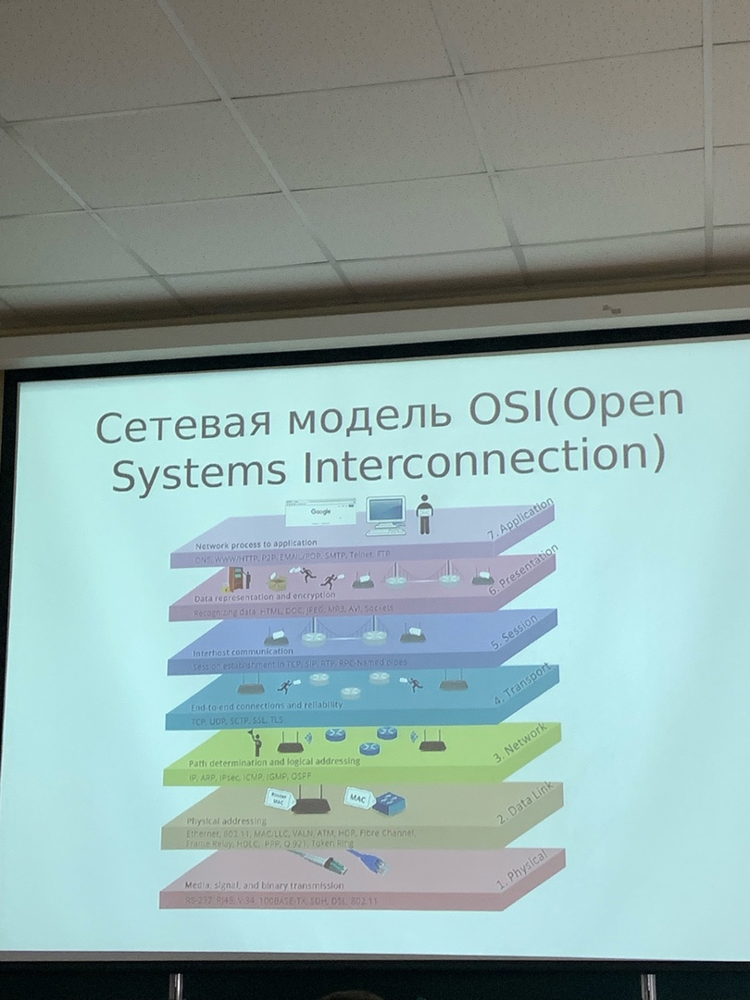 Сетевая модель OSI(Open
Systems Interconnection)
Google
7. Application
Network process to application
DNS, WWW/HTTP, P2P, EMAIL/POP, SMTP, Telnet, FTP
6. Presentation
Data representation and encryption
Recognizing data: HTML, DOC, JPEG, MP3, AVI, Sockets
5. Session
Interhost communication
Session establishment in TCP, SIP, RTP, RPC-Named pipes
4. Transport
End to end connections and reliability
TCP, UDP, SCTP, SSL, TLS
3. Network
Path determination and logical addressing
IP, ARP, IPsec, ICMP, IGMP, OSPF
Router
MAC
MAC
2. Data Link
Physical addressing
Ethernet, 802.11, MAC/LLC, VALN, ATM, HDP, Fibre Channel,
Frame Relay, HDLC, PPP, Q.921, Token Ring
1. Physical
Media, signal, and binary transmission
RS-232, RJ45, V.34, 100BASE-TX, SDH, DSL, 802.11